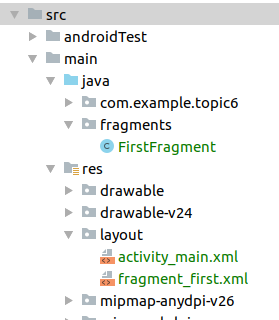 src
androidTest
main
java
com.example.topic6
fragments
FirstFragment
res
drawable
drawable-v24
layout
activity_main.xml
fragment_first.xml
mipmap-anydpi-v26